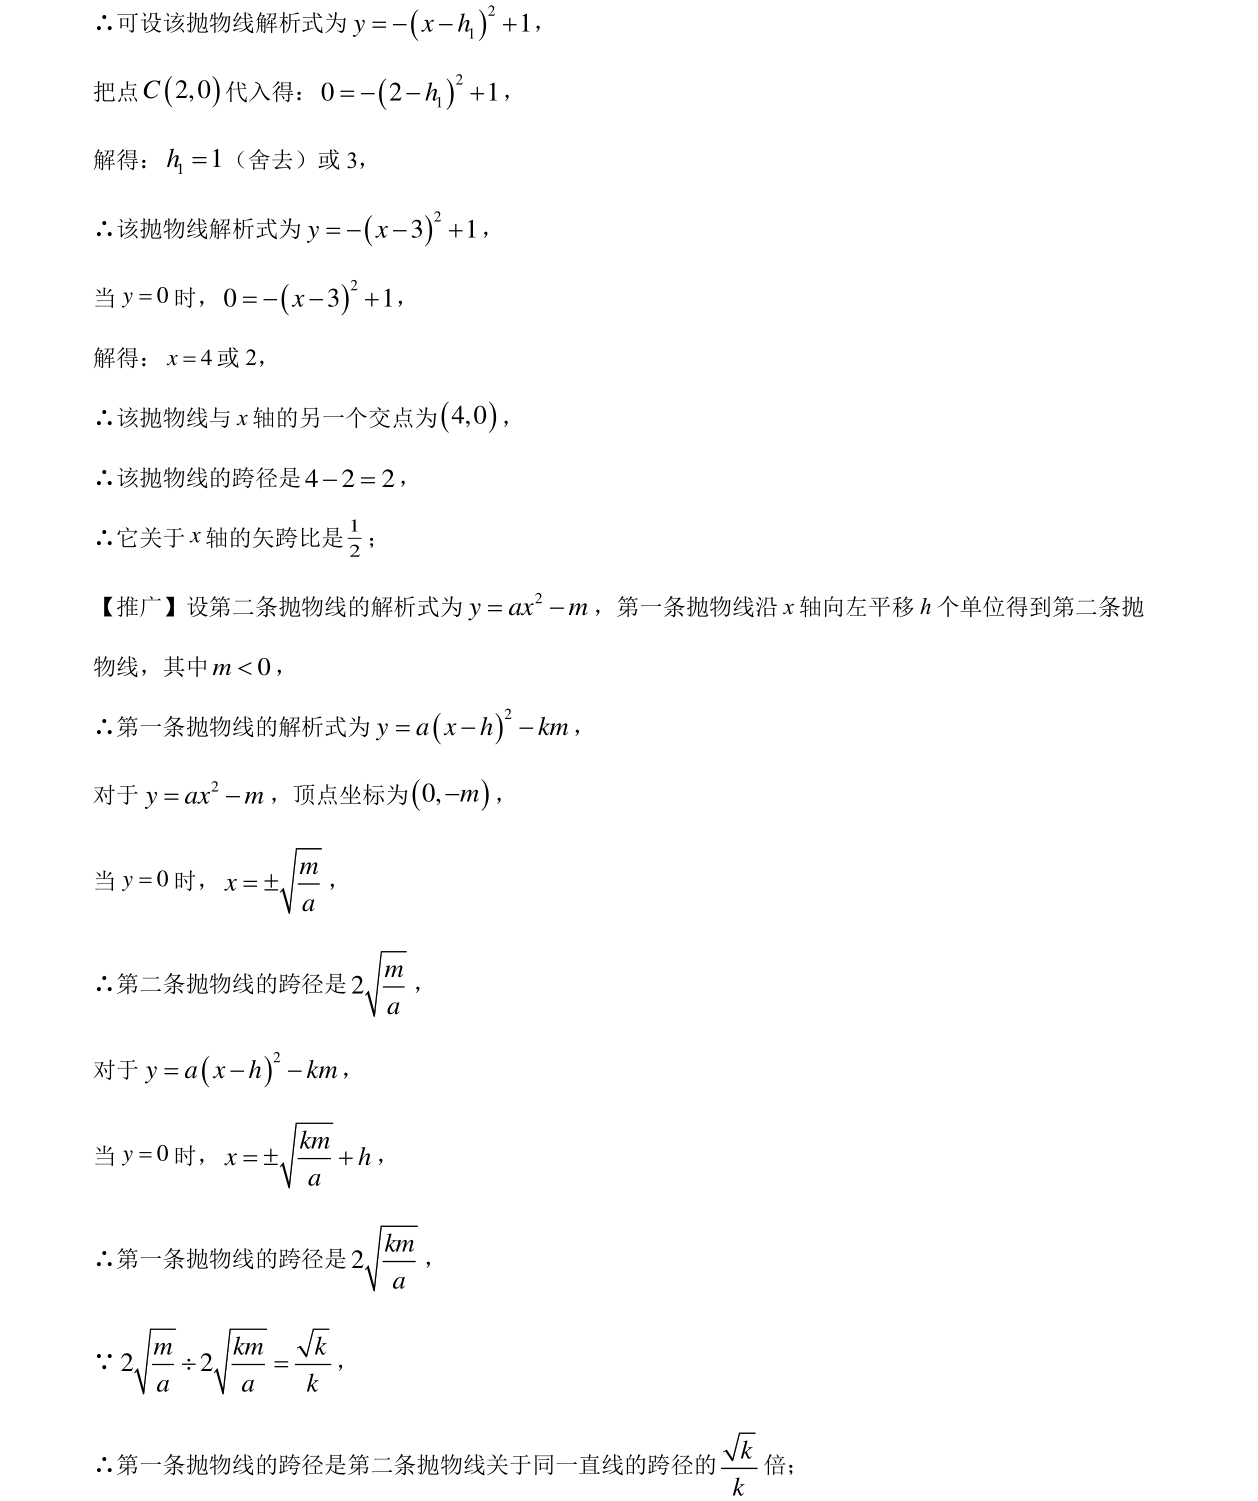 ∴可设该抛物线解析式为 y=−(x−h₁)²+1，
把点C(2,0)代入得：0=−(2−h₁)²+1，
解得：h₁=1（舍去）或 3，
∴该抛物线解析式为 y=−(x−3)²+1，
当 y=0 时，0=−(x−3)²+1，
解得：x=4 或 2，
∴该抛物线与 x 轴的另一个交点为(4,0)，
∴该抛物线的跨径是4−2=2，
∴它关于 x 轴的矢跨比是 1/2；
【推广】设第二条抛物线的解析式为 y=ax²−m，第一条抛物线沿 x 轴向左平移 h 个单位得到第二条抛
物线，其中m<0，
∴第一条抛物线的解析式为 y=a(x−h)²−km，
对于 y=ax²−m，顶点坐标为(0,−m)，
当 y=0 时，x=±√(m/a)，
∴第二条抛物线的跨径是2√(m/a)，
对于 y=a(x−h)²−km，
当 y=0 时，x=±√(km/a)+h，
∴第一条抛物线的跨径是2√(km/a)，
∵2√(m/a)÷2√(km/a)=√k/k，
∴第一条抛物线的跨径是第二条抛物线关于同一直线的跨径的 √k/k 倍；